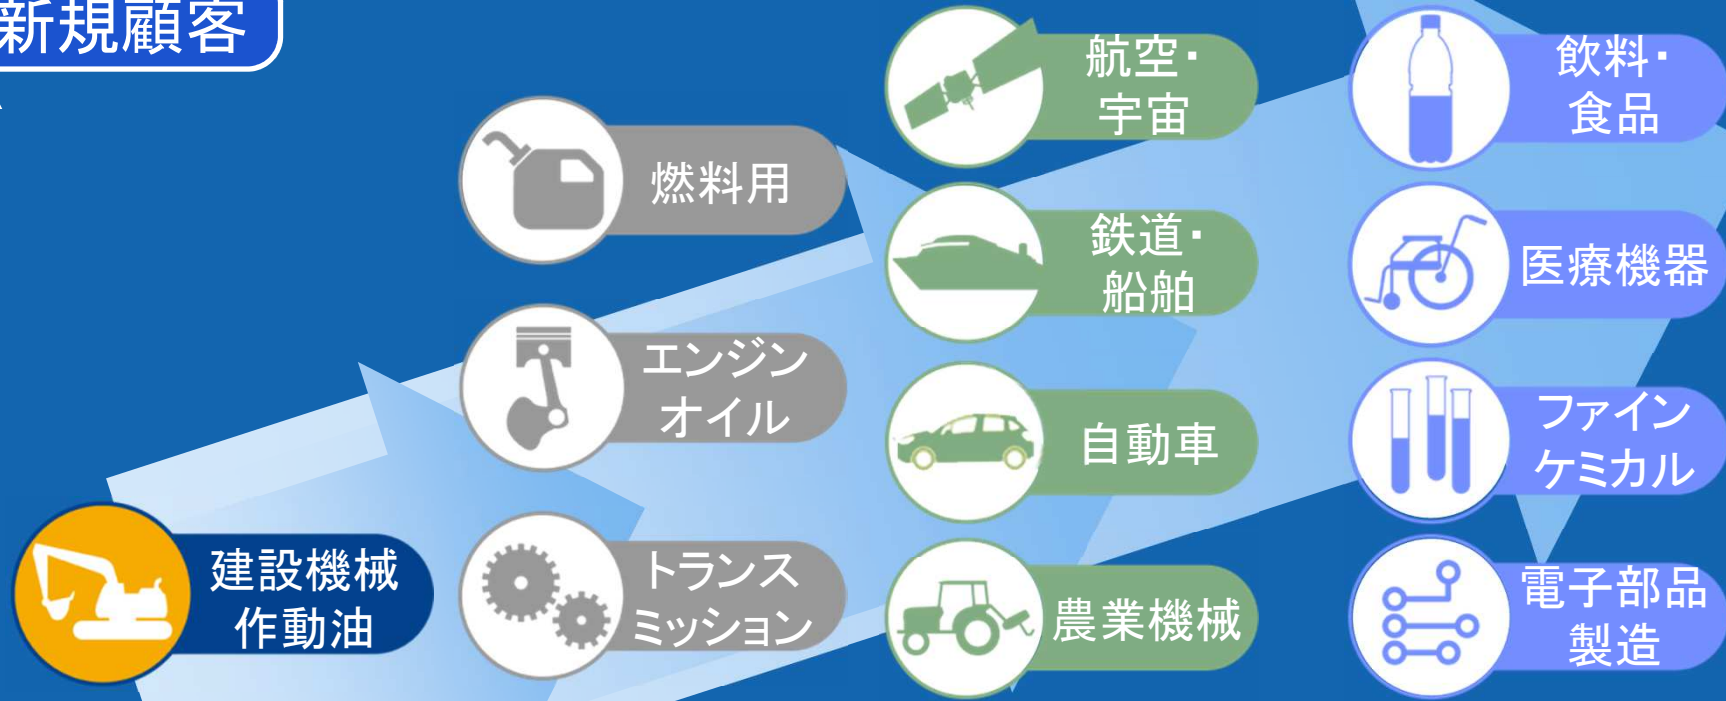 新規顧客
建設機械
作動油
燃料用
エンジン
オイル
トランス
ミッション
航空・
宇宙
鉄道・
船舶
自動車
農業機械
飲料・
食品
医療機器
ファイン
ケミカル
電子部品
製造